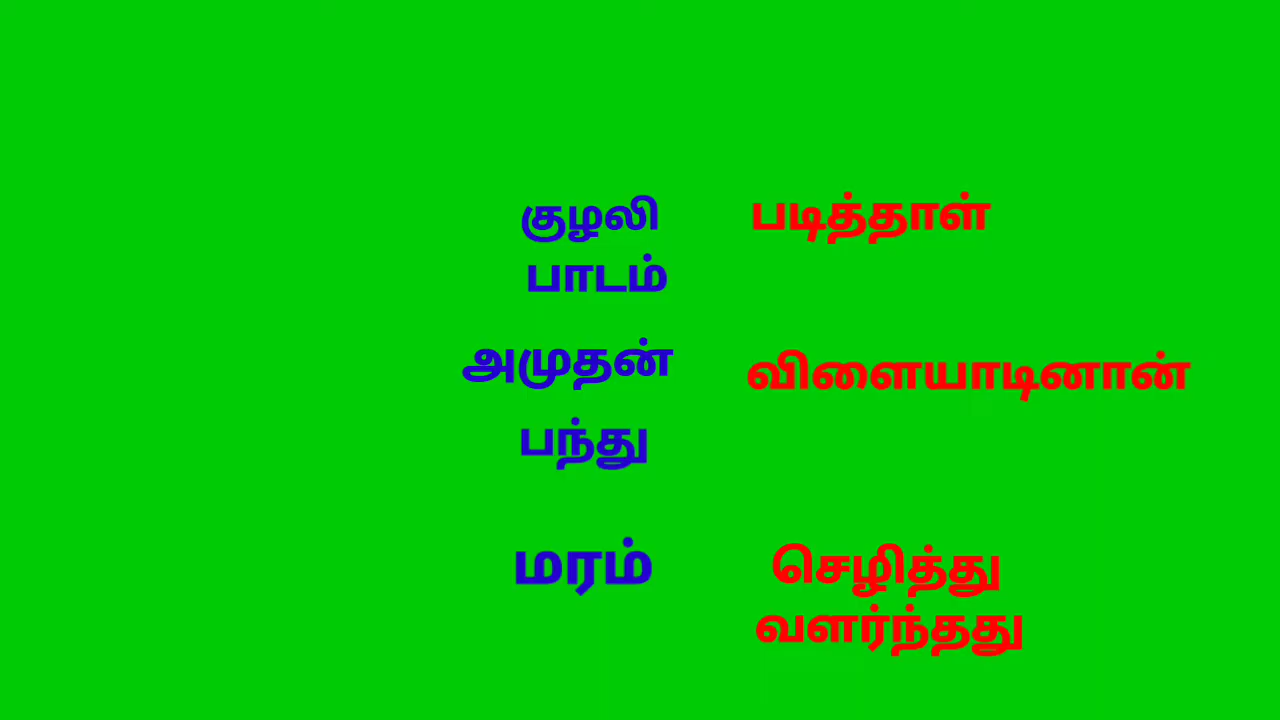 குழலி படித்தாள்
பாடம்
அமுதன் விளையாடினான்
பந்து
மரம் செழித்து
வளர்ந்தது